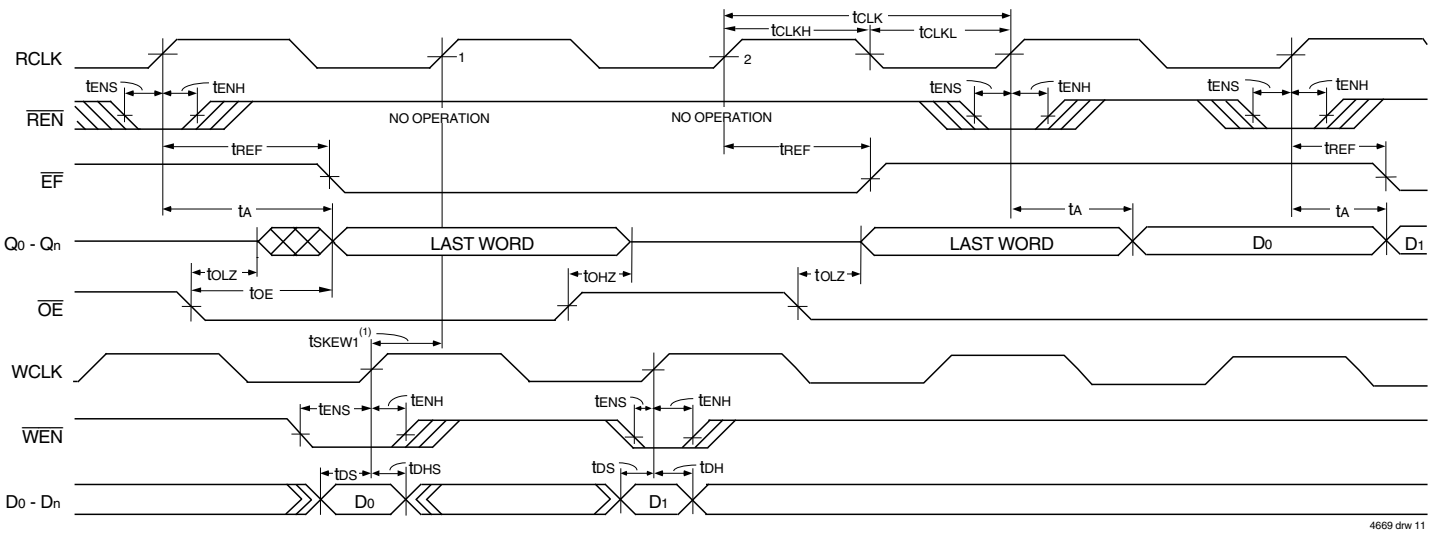 tCLK
tCLKH tCLKL
RCLK 1 2
tENS tENH tENS tENH tENS tENH
REN NO OPERATION NO OPERATION
tREF tREF tREF
EF
tA tA tA
Q0 - Qn LAST WORD LAST WORD D0 D1
tOLZ tOHZ tOLZ
tOE
OE
tSKEW1(1)
WCLK
tENS tENH tENS tENH
WEN
tDS tDHS tDS tDH
D0 - Dn D0 D1
4669 drw 11